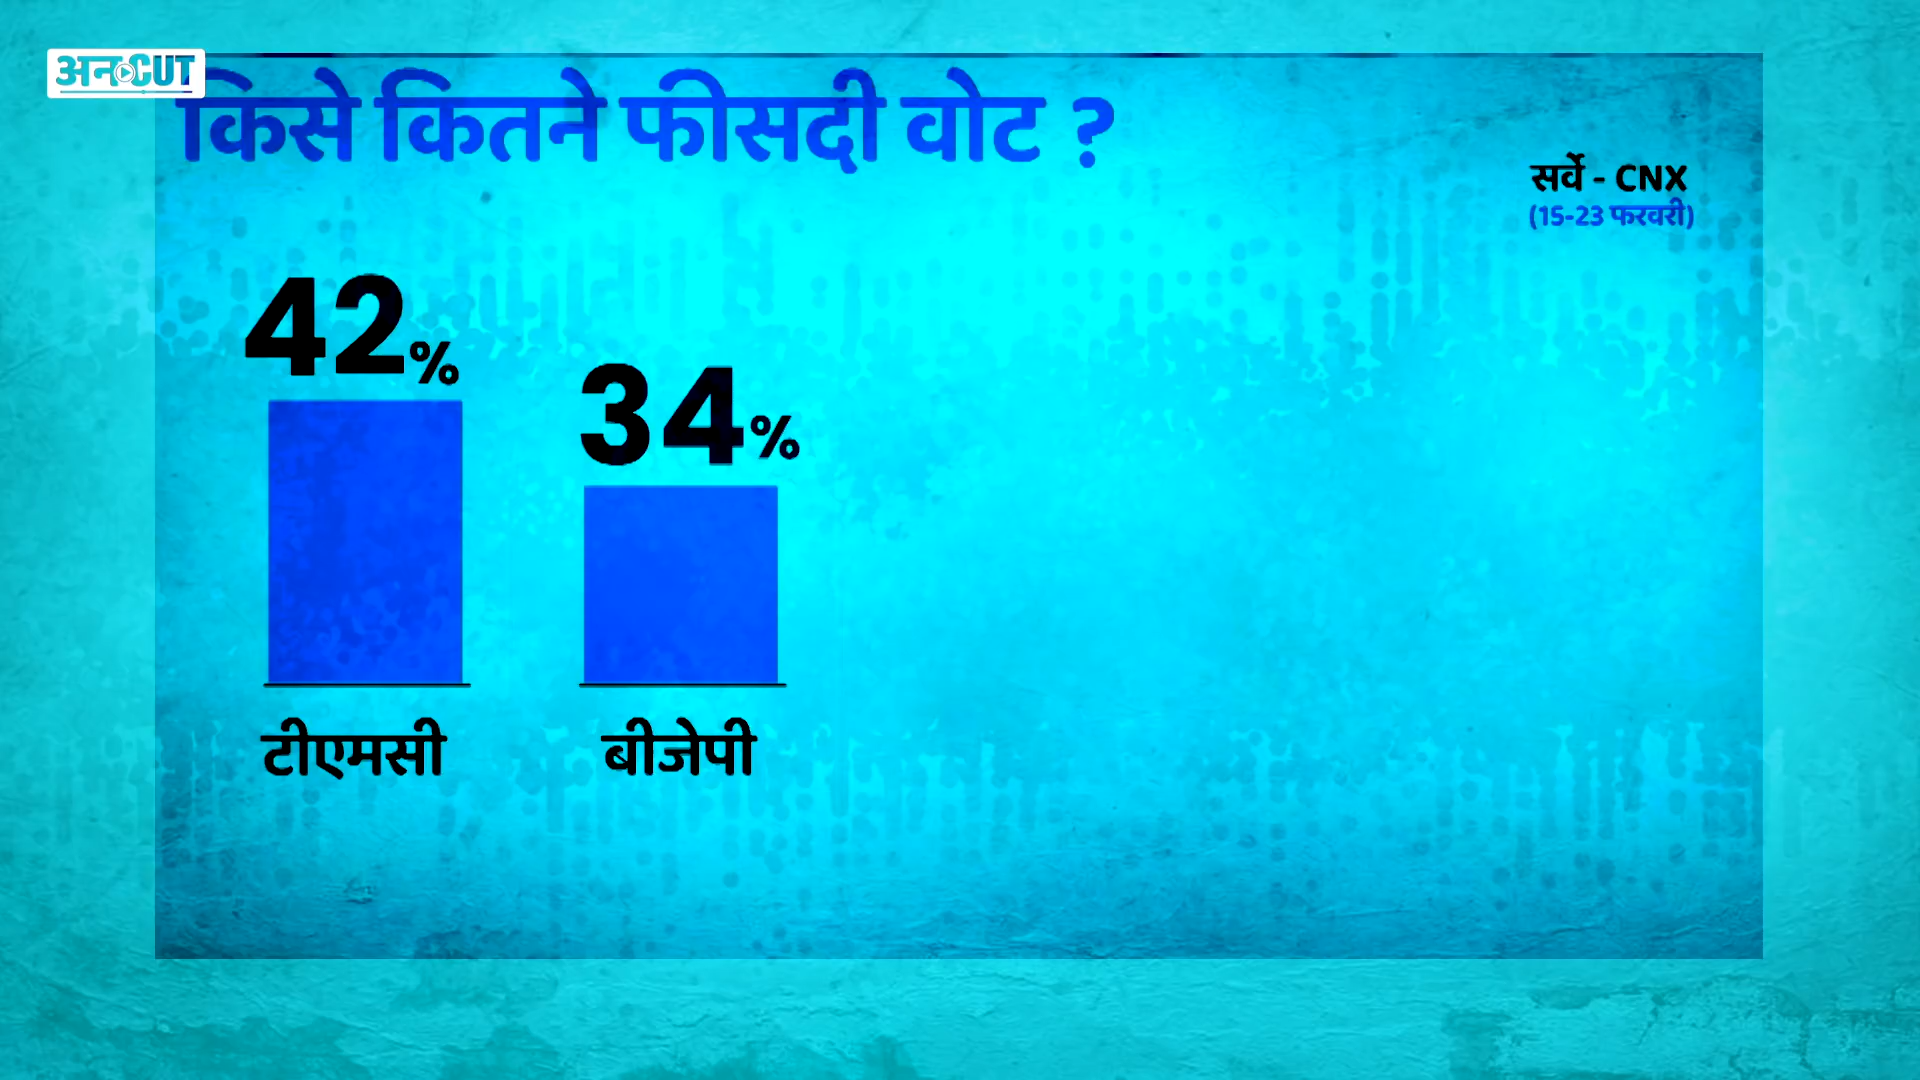 अनCUT
किसे कितने फीसदी वोट ?
सर्वे - CNX
(15-23 फरवरी)
42%
34%
टीएमसी
बीजेपी